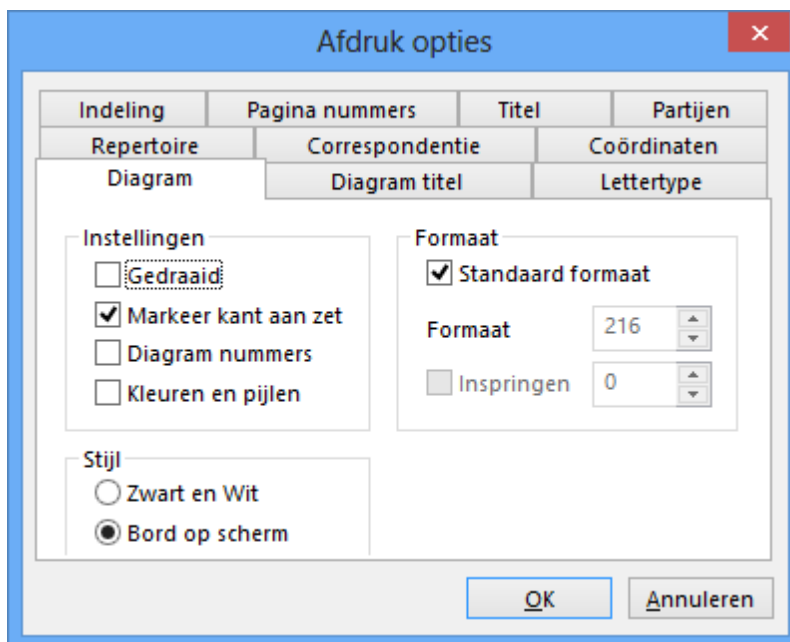 Afdruk opties
Indeling Pagina nummers Titel Partijen
Repertoire Correspondentie Coördinaten
Diagram Diagram titel Lettertype
Instellingen
Gedraaid
Markeer kant aan zet
Diagram nummers
Kleuren en pijlen
Formaat
Standaard formaat
Formaat 216
Inspringen 0
Stijl
Zwart en Wit
Bord op scherm
OK Annuleren